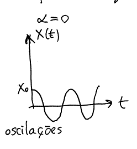 α=0
x(t)
x₀
t
oscilações